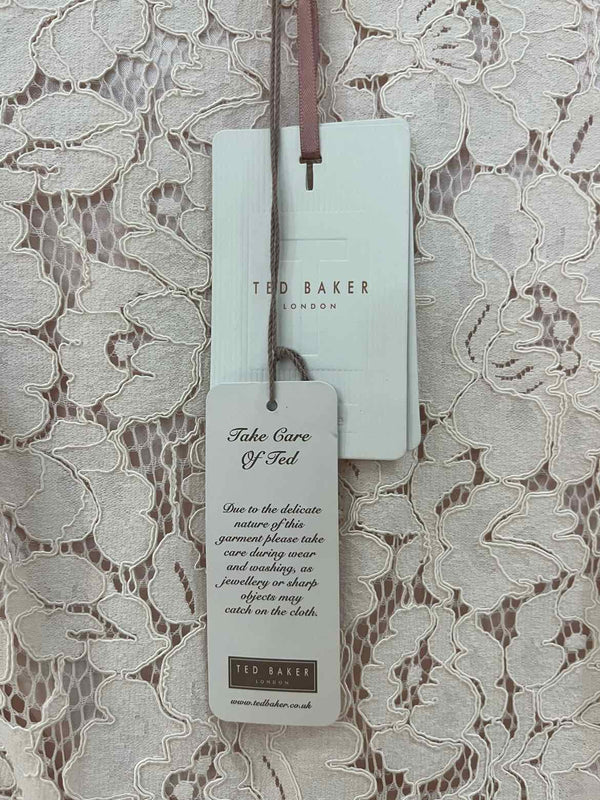 TED BAKER
LONDON
Take Care
Of Ted
Due to the delicate
nature of this
garment please take
care during wear
and washing, as
jewellery or sharp
objects may
catch on the cloth.
TED BAKER
LONDON
www.tedbaker.co.uk